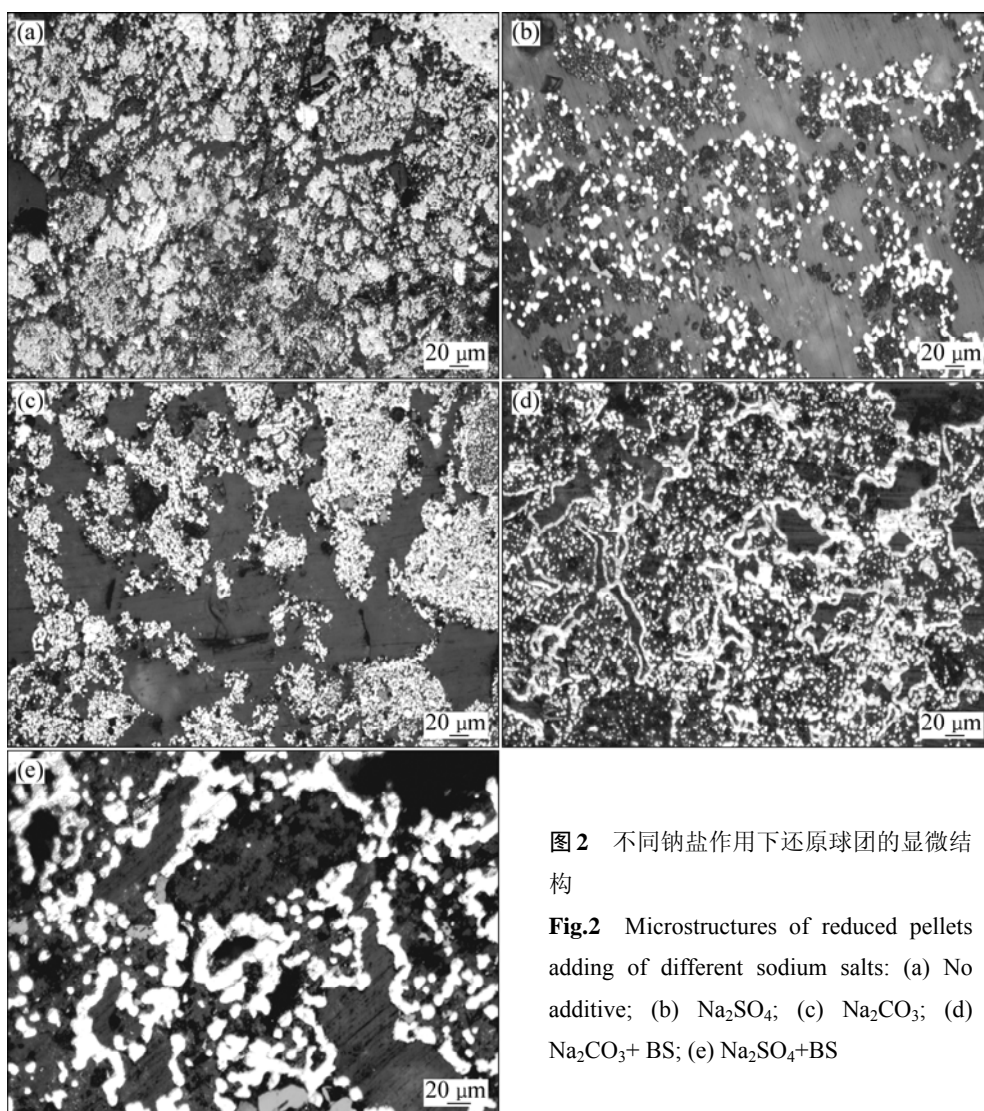 (a)
20 μm
(b)
20 μm
(c)
20 μm
(d)
20 μm
(e)
20 μm
图2 不同钠盐作用下还原球团的显微结
构
Fig.2 Microstructures of reduced pellets
adding of different sodium salts: (a) No
additive; (b) Na₂SO₄; (c) Na₂CO₃; (d)
Na₂CO₃+ BS; (e) Na₂SO₄+BS